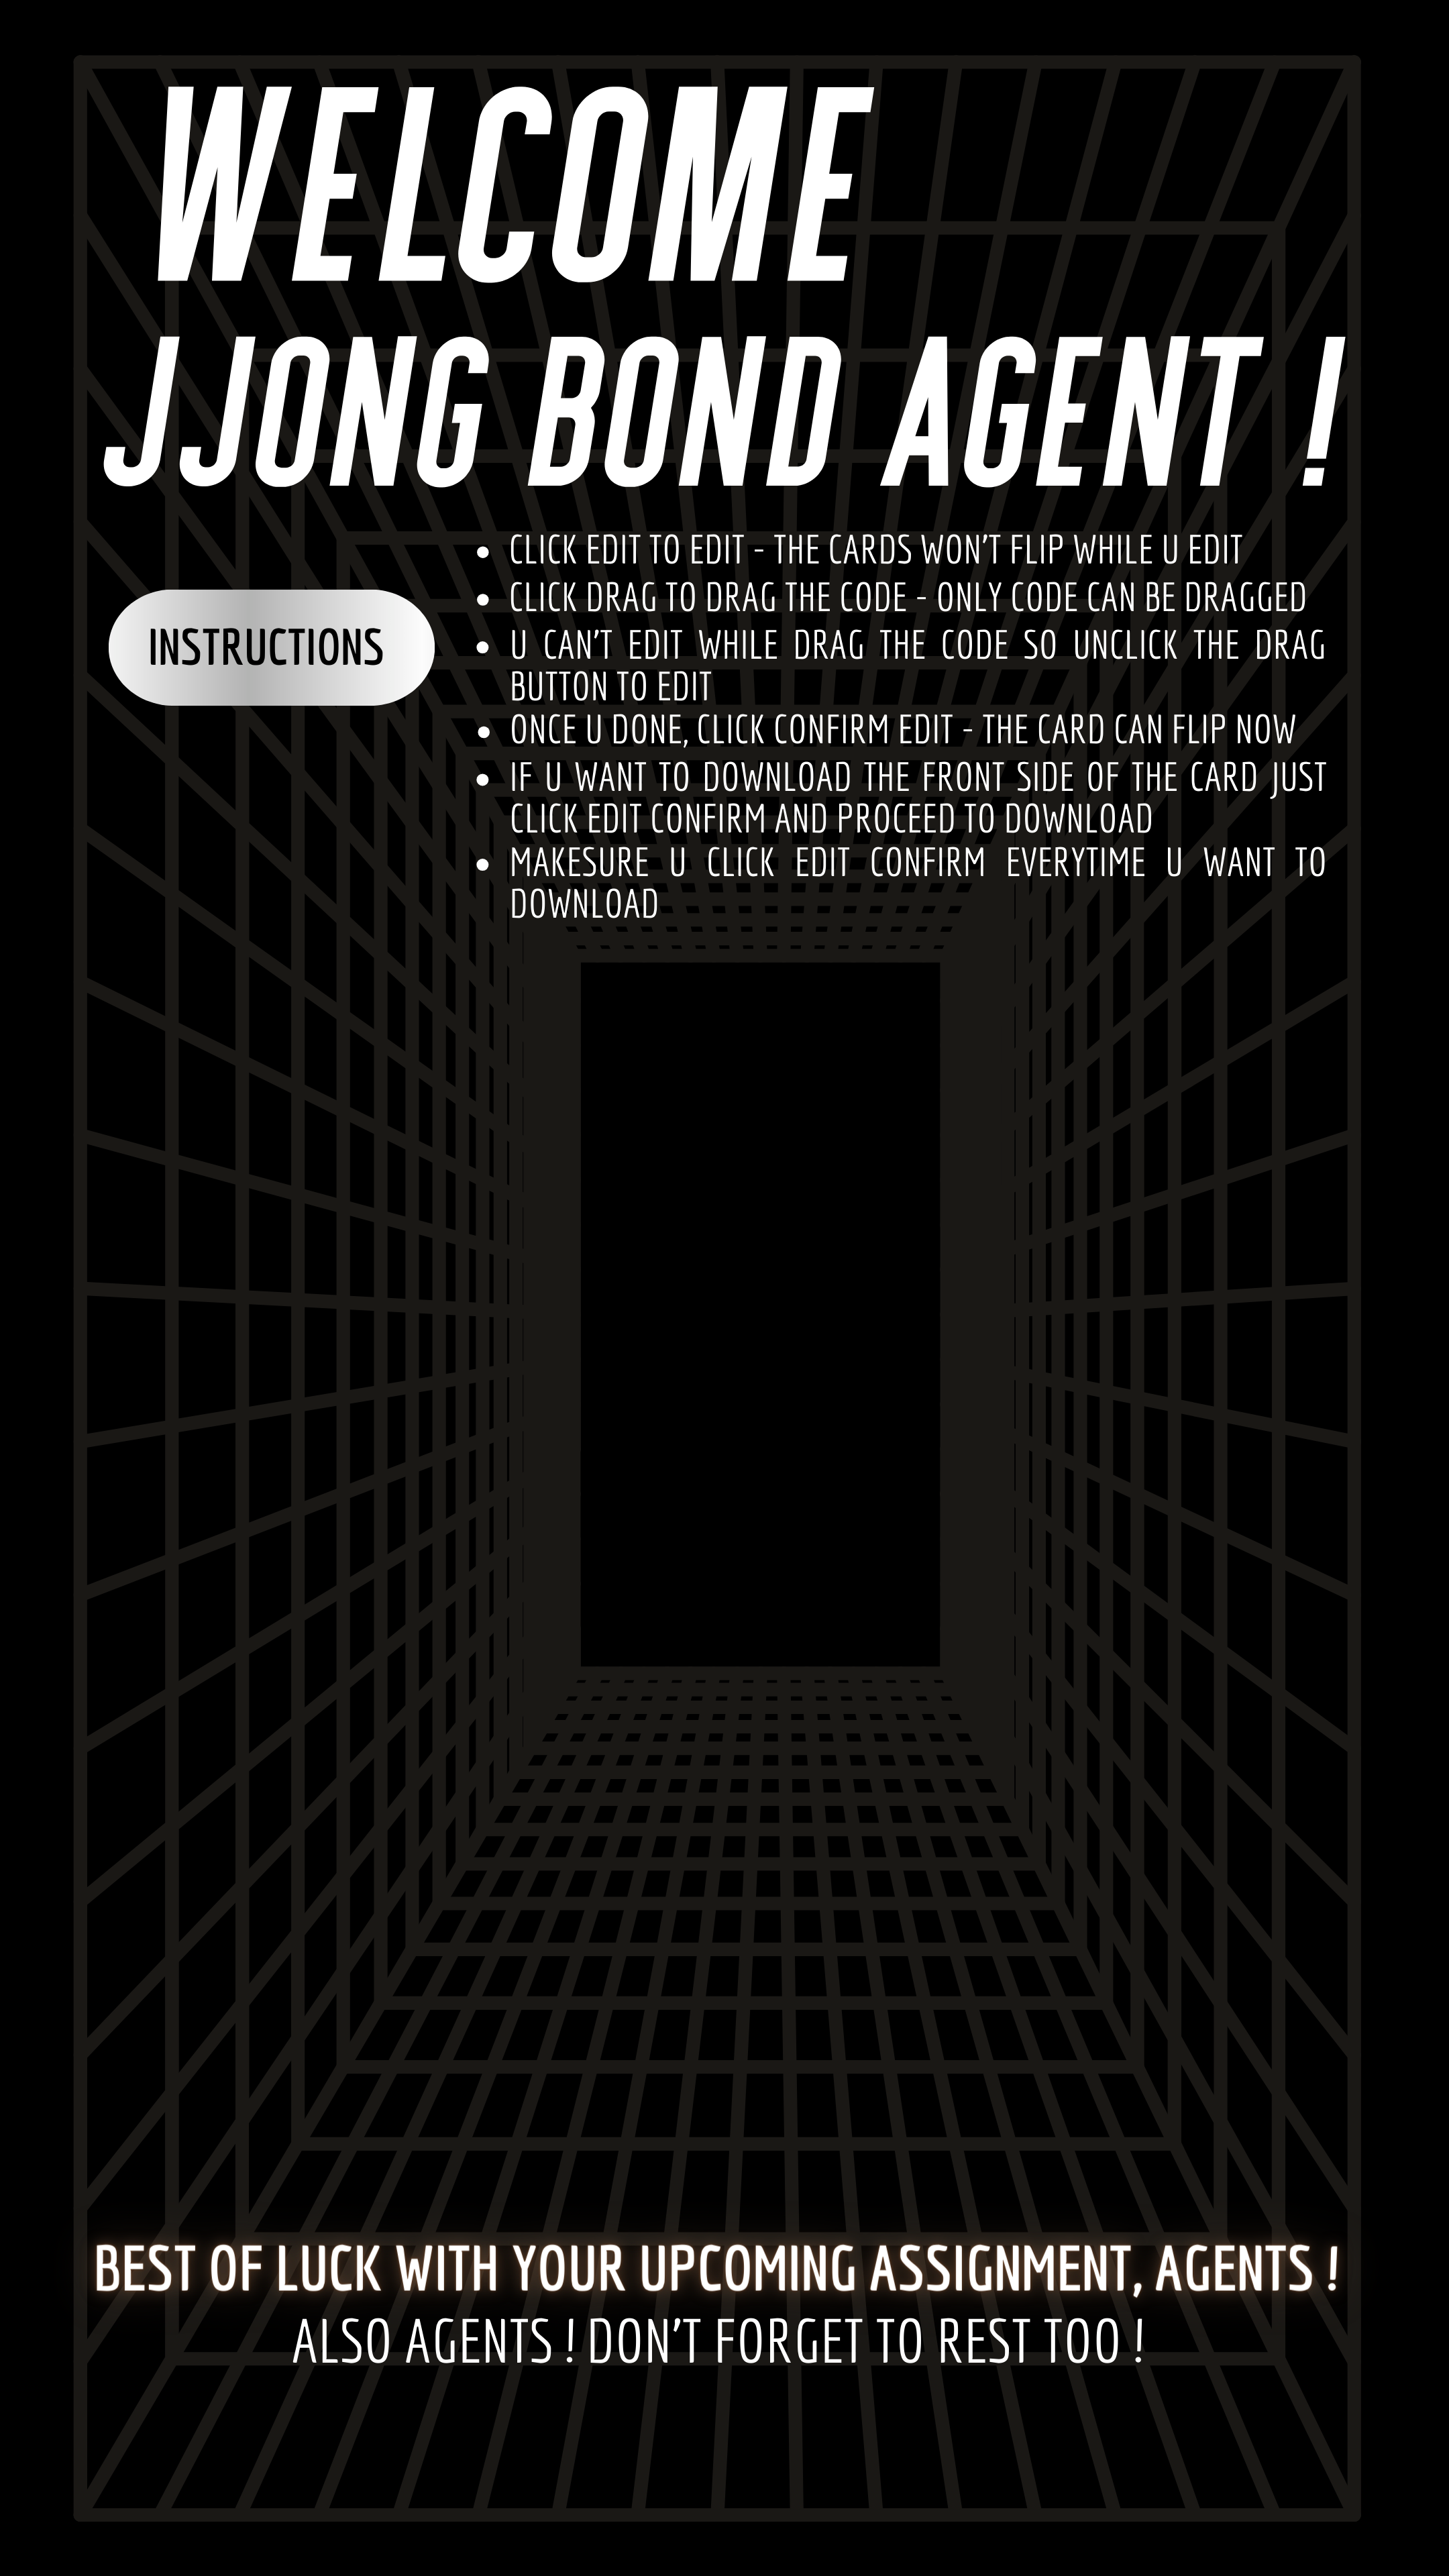 WELCOME
JJONG BOND AGENT !
INSTRUCTIONS
• CLICK EDIT TO EDIT - THE CARDS WON'T FLIP WHILE U EDIT
• CLICK DRAG TO DRAG THE CODE - ONLY CODE CAN BE DRAGGED
• U CAN'T EDIT WHILE DRAG THE CODE SO UNCLICK THE DRAG
BUTTON TO EDIT
• ONCE U DONE, CLICK CONFIRM EDIT - THE CARD CAN FLIP NOW
• IF U WANT TO DOWNLOAD THE FRONT SIDE OF THE CARD JUST
CLICK EDIT CONFIRM AND PROCEED TO DOWNLOAD
• MAKESURE U CLICK EDIT CONFIRM EVERYTIME U WANT TO
DOWNLOAD
BEST OF LUCK WITH YOUR UPCOMING ASSIGNMENT, AGENTS !
ALSO AGENTS ! DON'T FORGET TO REST TOO !